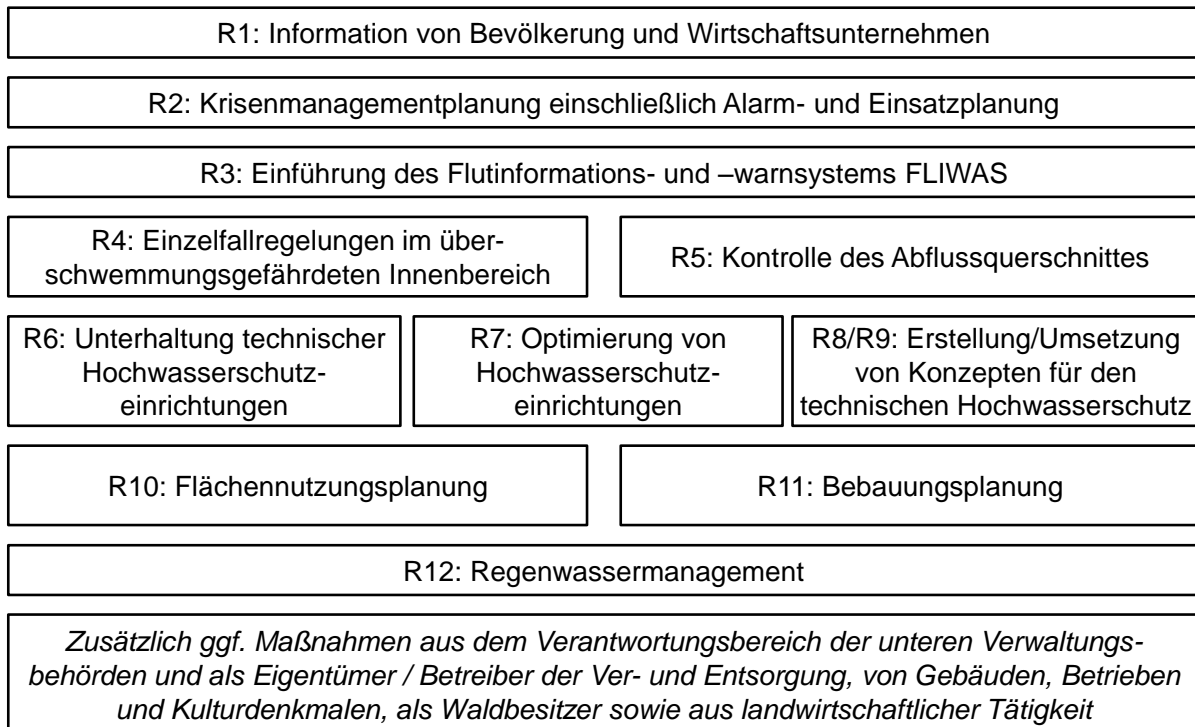 R1: Information von Bevölkerung und Wirtschaftsunternehmen
R2: Krisenmanagementplanung einschließlich Alarm- und Einsatzplanung
R3: Einführung des Flutinformations- und –warnsystems FLIWAS
R4: Einzelfallregelungen im über-
schwemmungsgefährdeten Innenbereich
R5: Kontrolle des Abflussquerschnittes
R6: Unterhaltung technischer
Hochwasserschutz-
einrichtungen
R7: Optimierung von
Hochwasserschutz-
einrichtungen
R8/R9: Erstellung/Umsetzung
von Konzepten für den
technischen Hochwasserschutz
R10: Flächennutzungsplanung
R11: Bebauungsplanung
R12: Regenwassermanagement
Zusätzlich ggf. Maßnahmen aus dem Verantwortungsbereich der unteren Verwaltungs-
behörden und als Eigentümer / Betreiber der Ver- und Entsorgung, von Gebäuden, Betrieben
und Kulturdenkmalen, als Waldbesitzer sowie aus landwirtschaftlicher Tätigkeit